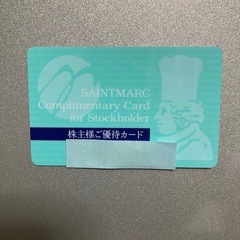 SAINTMARC
Complimentary Card
for Stockholder
株主様ご優待カード